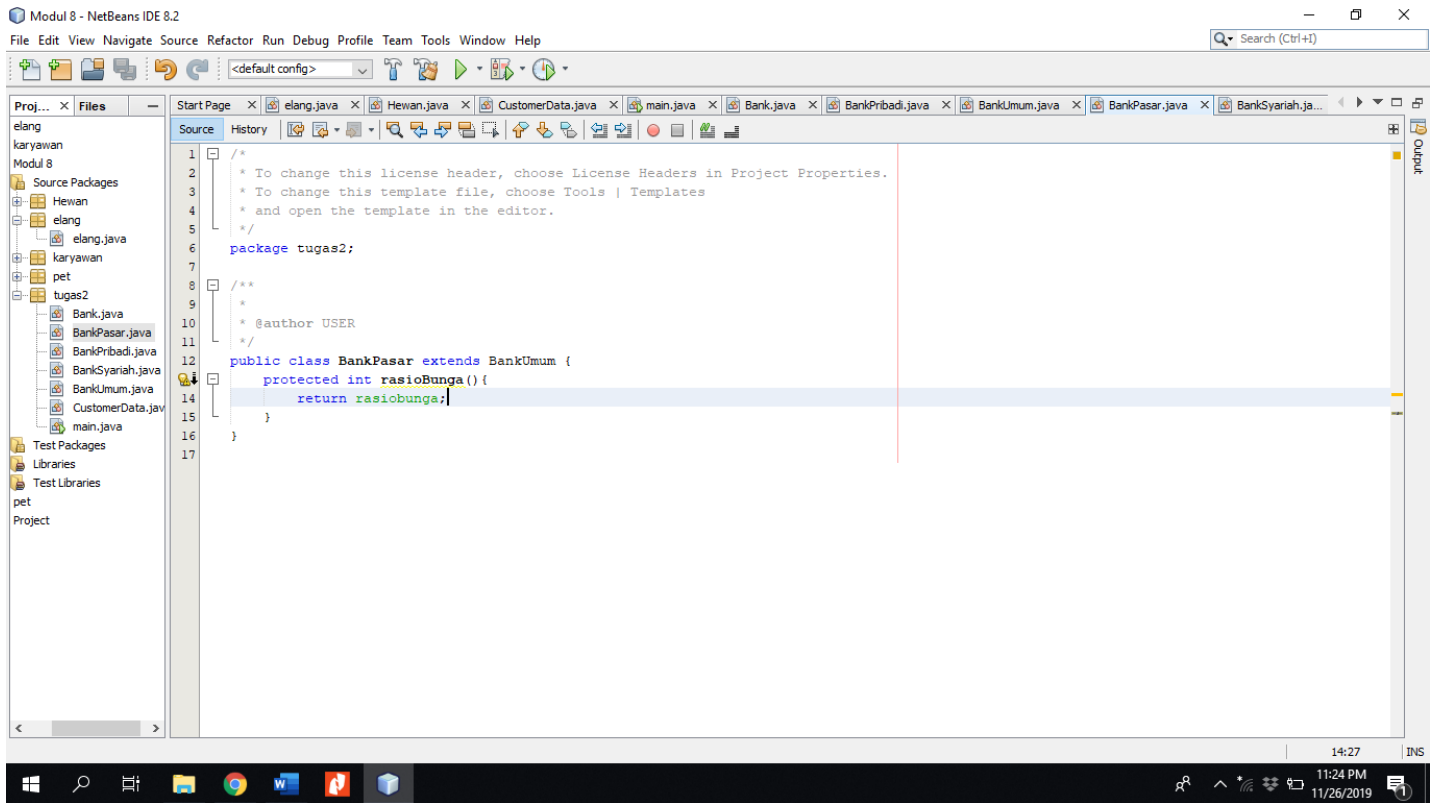 Modul 8 - NetBeans IDE 8.2
File Edit View Navigate Source Refactor Run Debug Profile Team Tools Window Help
Search (Ctrl+I)
<default config>
Proj... Files
Start Page elang.java Hewan.java CustomerData.java main.java Bank.java BankPribadi.java BankUmum.java BankPasar.java BankSyariah.ja...
Source History
elang
karyawan
Modul 8
Source Packages
Hewan
elang
elang.java
karyawan
pet
tugas2
Bank.java
BankPasar.java
BankPribadi.java
BankSyariah.java
BankUmum.java
CustomerData.jav
main.java
Test Packages
Libraries
Test Libraries
pet
Project
1 /*
2 * To change this license header, choose License Headers in Project Properties.
3 * To change this template file, choose Tools | Templates
4 * and open the template in the editor.
5 */
6 package tugas2;
7
8 /**
9 *
10 * @author USER
11 */
12 public class BankPasar extends BankUmum {
protected int rasioBunga(){
14 return rasiobunga;
15 }
16 }
17
Output
14:27 INS
11:24 PM
11/26/2019
1